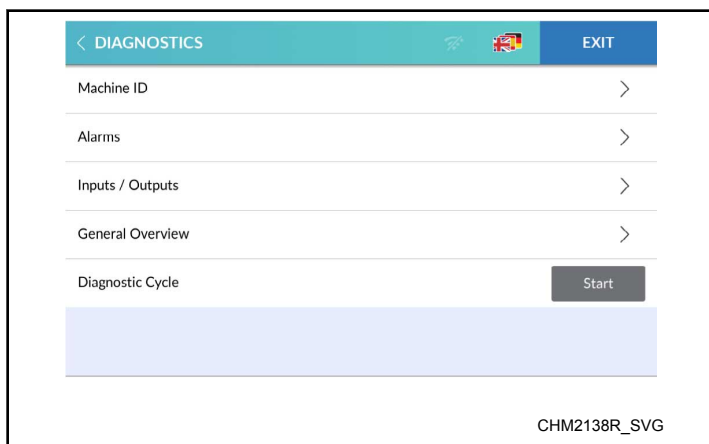 < DIAGNOSTICS EXIT
Machine ID >
Alarms >
Inputs / Outputs >
General Overview >
Diagnostic Cycle Start
CHM2138R_SVG